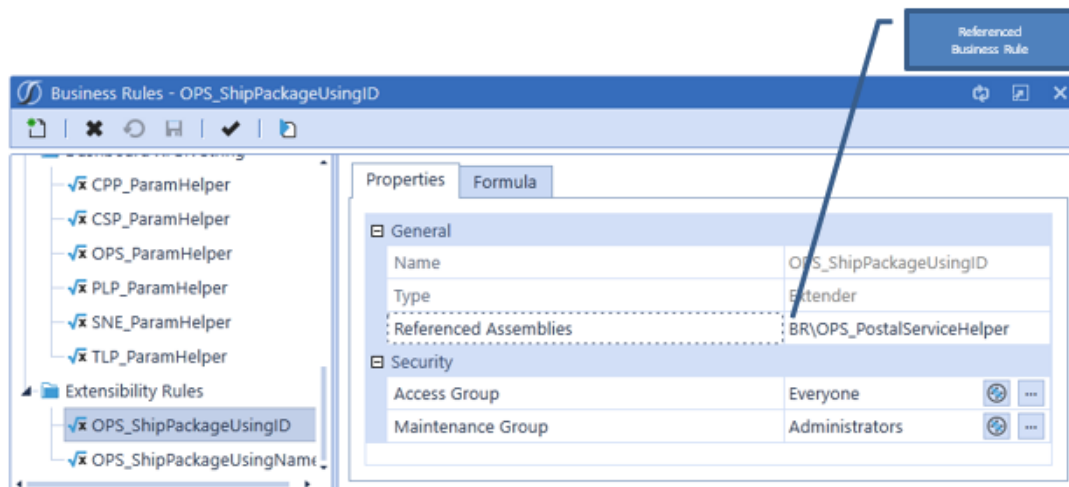 Referenced
Business Rule
Business Rules - OPS_ShipPackageUsingID
CPP_ParamHelper
CSP_ParamHelper
OPS_ParamHelper
PLP_ParamHelper
SNE_ParamHelper
TLP_ParamHelper
Extensibility Rules
OPS_ShipPackageUsingID
OPS_ShipPackageUsingName
Properties Formula
General
Name OPS_ShipPackageUsingID
Type Extender
Referenced Assemblies BR\OPS_PostalServiceHelper
Security
Access Group Everyone ...
Maintenance Group Administrators ...